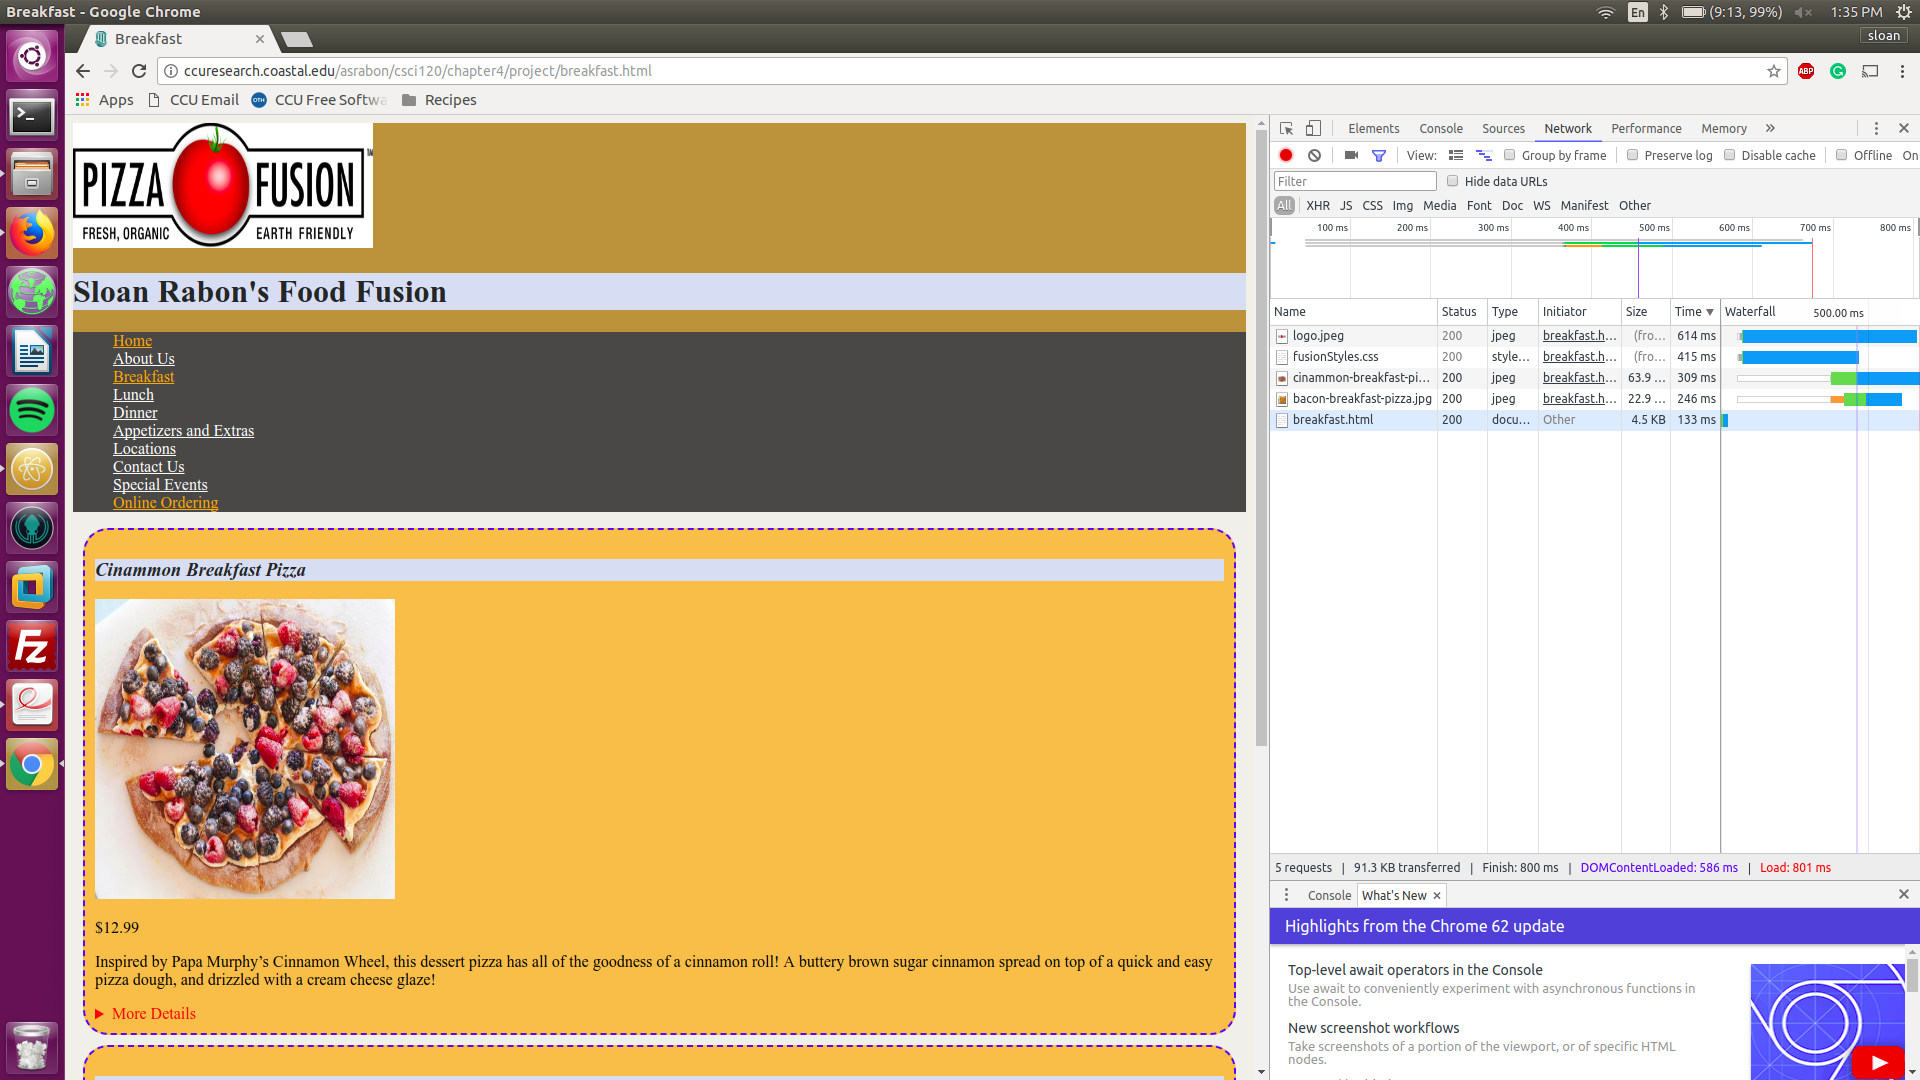 Breakfast - Google Chrome
En
(9:13, 99%)
1:35 PM
Breakfast
sloan
ccuresearch.coastal.edu/asrabon/csci120/chapter4/project/breakfast.html
ABP
Apps
CCU Email
OTH
CCU Free Softwa
Recipes
PIZZA FUSION TM
FRESH, ORGANIC EARTH FRIENDLY
Sloan Rabon's Food Fusion
Home
About Us
Breakfast
Lunch
Dinner
Appetizers and Extras
Locations
Contact Us
Special Events
Online Ordering
Cinammon Breakfast Pizza
$12.99
Inspired by Papa Murphy’s Cinnamon Wheel, this dessert pizza has all of the goodness of a cinnamon roll! A buttery brown sugar cinnamon spread on top of a quick and easy
pizza dough, and drizzled with a cream cheese glaze!
More Details
Elements Console Sources Network Performance Memory »
View: Group by frame Preserve log Disable cache Offline On
Filter Hide data URLs
All XHR JS CSS Img Media Font Doc WS Manifest Other
100 ms 200 ms 300 ms 400 ms 500 ms 600 ms 700 ms 800 ms
Name Status Type Initiator Size Time Waterfall 500.00 ms
logo.jpeg 200 jpeg breakfast.h... (fro... 614 ms
fusionStyles.css 200 style... breakfast.h... (fro... 415 ms
cinammon-breakfast-pi... 200 jpeg breakfast.h... 63.9 ... 309 ms
bacon-breakfast-pizza.jpg 200 jpeg breakfast.h... 22.9 ... 246 ms
breakfast.html 200 docu... Other 4.5 KB 133 ms
5 requests | 91.3 KB transferred | Finish: 800 ms | DOMContentLoaded: 586 ms | Load: 801 ms
Console What's New
Highlights from the Chrome 62 update
Top-level await operators in the Console
Use await to conveniently experiment with asynchronous functions in
the Console.
New screenshot workflows
Take screenshots of a portion of the viewport, or of specific HTML
nodes.